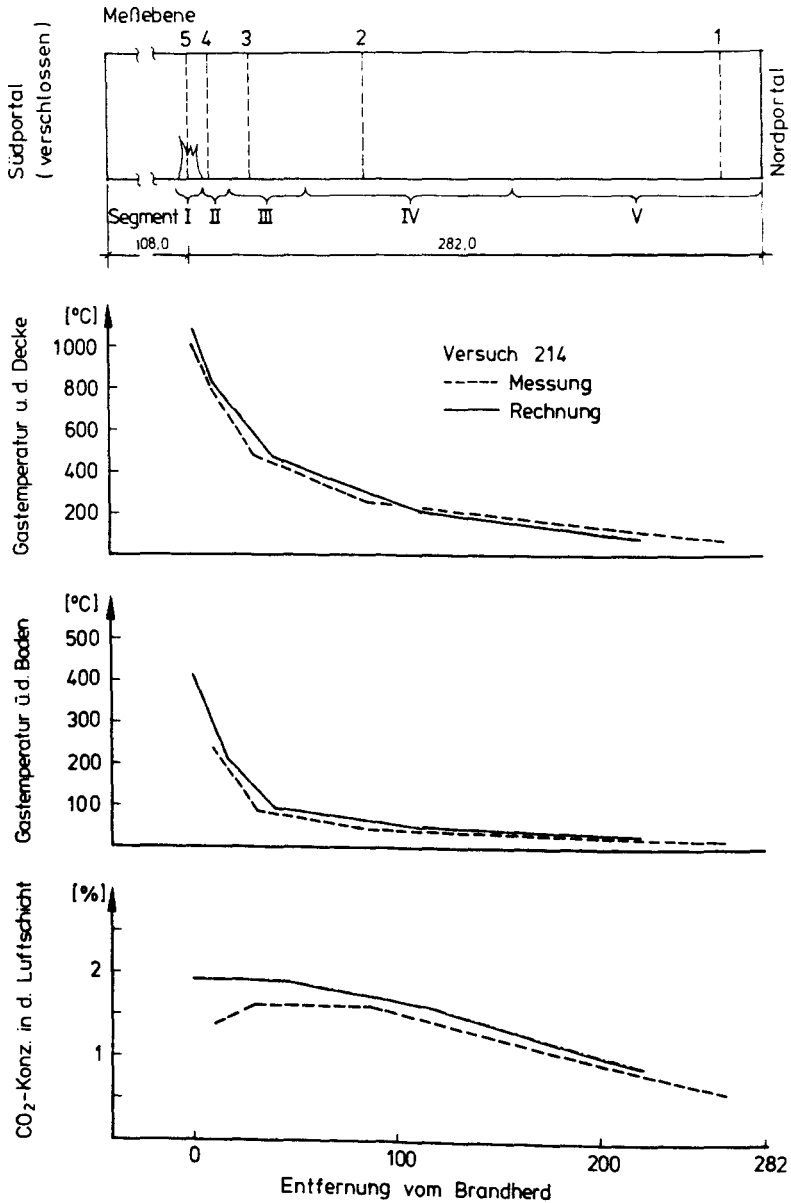 Meßebene
5 4 3 2 1
Südportal
(verschlossen)
Nordportal
Segment I II III IV V
108,0 282,0
Gastemperatur u. d. Decke
[°C]
1000
800
600
400
200
Versuch 214
Messung
Rechnung
Gastemperatur ü.d. Boden
[°C]
500
400
300
200
100
CO₂-Konz. in d. Luftschicht
[%]
2
1
0 100 200 282
Entfernung vom Brandherd